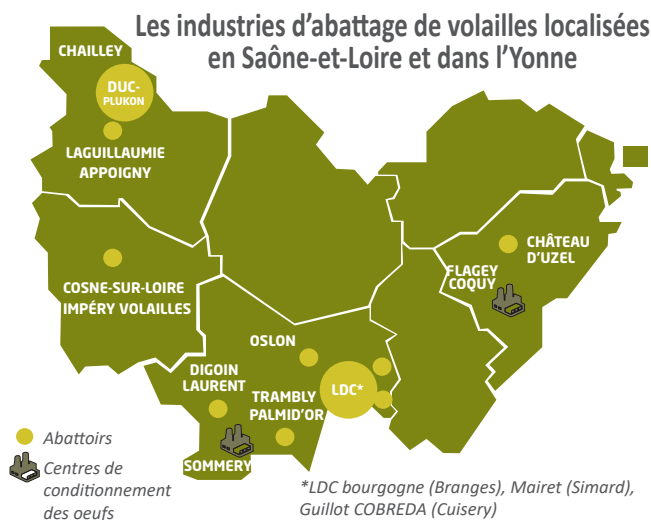 Les industries d'abattage de volailles localisées
en Saône-et-Loire et dans l'Yonne
CHAILLEY
DUC-
PLUKON
LAGUILLAUMIE
APPOIGNY
CHÂTEAU
D'UZEL
FLAGEY
COQUY
COSNE-SUR-LOIRE
IMPÉRY VOLAILLES
OSLON
DIGOIN
LAURENT
TRAMBLY
PALMID'OR
LDC*
SOMMERY
Abattoirs
Centres de
conditionnement
des oeufs
*LDC bourgogne (Branges), Mairet (Simard),
Guillot COBREDA (Cuisery)